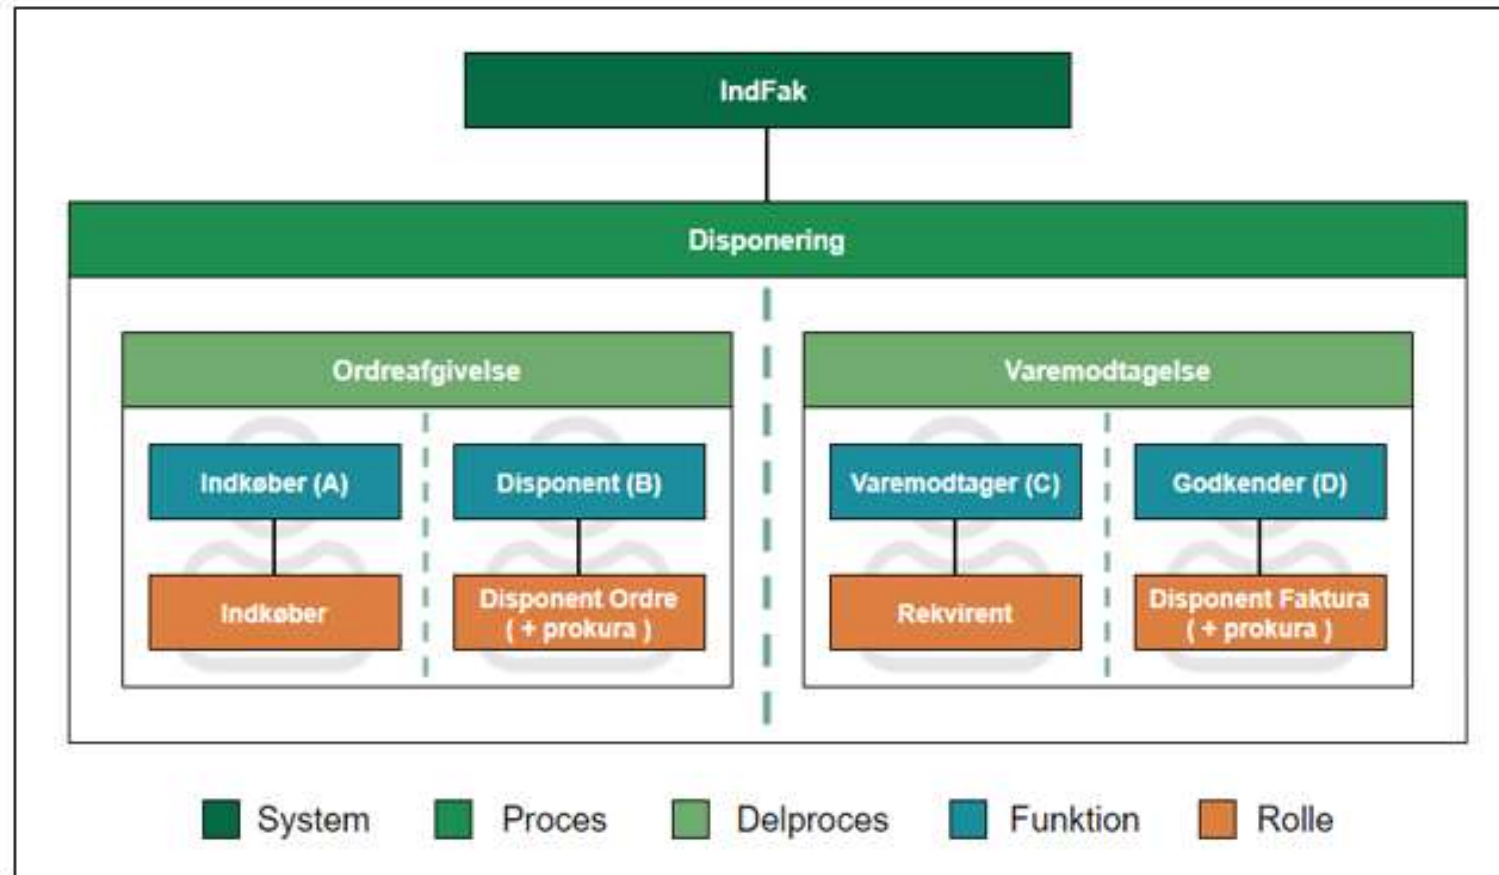 IndFak
Disponering
Ordreafgivelse
Varemodtagelse
Indkøber (A)
Disponent (B)
Varemodtager (C)
Godkender (D)
Indkøber
Disponent Ordre
( + prokura )
Rekvirent
Disponent Faktura
( + prokura )
System
Proces
Delproces
Funktion
Rolle